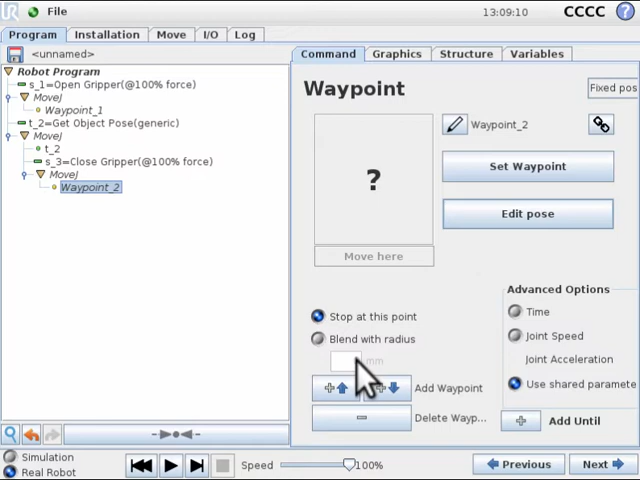 File 13:09:10 CCCC
Program Installation Move I/O Log
<unnamed>
Command Graphics Structure Variables
Robot Program
s_1=Open Gripper(@100% force)
MoveJ
Waypoint_1
t_2=Get Object Pose(generic)
MoveJ
t_2
s_3=Close Gripper(@100% force)
MoveJ
Waypoint_2
Waypoint
Fixed pos
?
Waypoint_2
Set Waypoint
Edit pose
Move here
Stop at this point
Blend with radius
mm
Add Waypoint
Delete Wayp...
Advanced Options
Time
Joint Speed
Joint Acceleration
Use shared paramete
Add Until
Simulation
Real Robot
Speed 100%
Previous Next